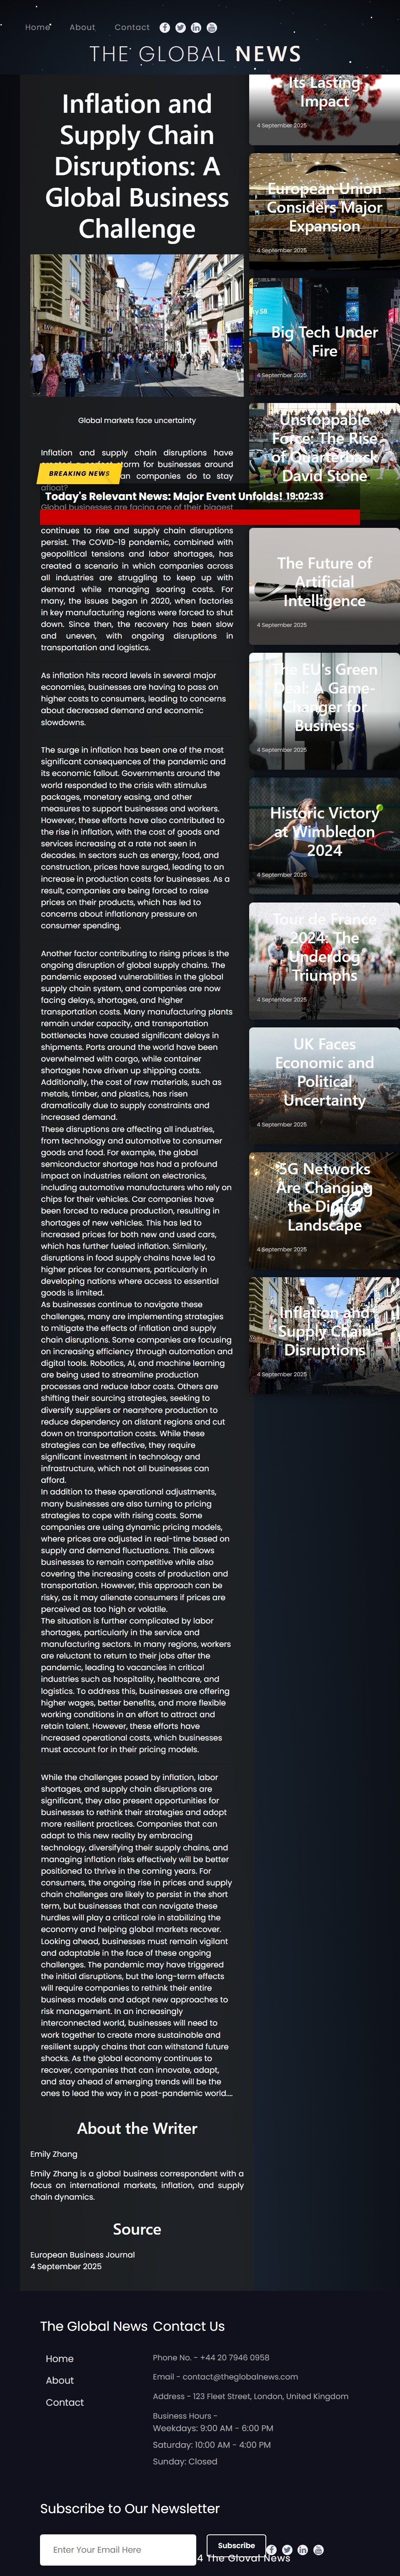 Home
About
Contact
THE GLOBAL NEWS
Inflation and
Supply Chain
Disruptions: A
Global Business
Challenge
Global markets face uncertainty
Inflation and supply chain disruptions have
storm for businesses around
an companies do to stay
afloat?
BREAKING NEWS
Today's Relevant News: Major Event Unfolds! 19:02:33
Global businesses are facing one of their biggest
continues to rise and supply chain disruptions
persist. The COVID-19 pandemic, combined with
geopolitical tensions and labor shortages, has
created a scenario in which companies across
all industries are struggling to keep up with
demand while managing soaring costs. For
many, the issues began in 2020, when factories
in key manufacturing regions were forced to shut
down. Since then, the recovery has been slow
and uneven, with ongoing disruptions in
transportation and logistics.
As inflation hits record levels in several major
economies, businesses are having to pass on
higher costs to consumers, leading to concerns
about decreased demand and economic
slowdowns.
The surge in inflation has been one of the most
significant consequences of the pandemic and
its economic fallout. Governments around the
world responded to the crisis with stimulus
packages, monetary easing, and other
measures to support businesses and workers.
However, these efforts have also contributed to
the rise in inflation, with the cost of goods and
services increasing at a rate not seen in
decades. In sectors such as energy, food, and
construction, prices have surged, leading to an
increase in production costs for businesses. As a
result, companies are being forced to raise
prices on their products, which has led to
concerns about inflationary pressure on
consumer spending.
Another factor contributing to rising prices is the
ongoing disruption of global supply chains. The
pandemic exposed vulnerabilities in the global
supply chain system, and companies are now
facing delays, shortages, and higher
transportation costs. Many manufacturing plants
remain under capacity, and transportation
bottlenecks have caused significant delays in
shipments. Ports around the world have been
overwhelmed with cargo, while container
shortages have driven up shipping costs.
Additionally, the cost of raw materials, such as
metals, timber, and plastics, has risen
dramatically due to supply constraints and
increased demand.
These disruptions are affecting all industries,
from technology and automotive to consumer
goods and food. For example, the global
semiconductor shortage has had a profound
impact on industries reliant on electronics,
including automotive manufacturers who rely on
chips for their vehicles. Car companies have
been forced to reduce production, resulting in
shortages of new vehicles. This has led to
increased prices for both new and used cars,
which has further fueled inflation. Similarly,
disruptions in food supply chains have led to
higher prices for consumers, particularly in
developing nations where access to essential
goods is limited.
As businesses continue to navigate these
challenges, many are implementing strategies
to mitigate the effects of inflation and supply
chain disruptions. Some companies are focusing
on increasing efficiency through automation and
digital tools. Robotics, AI, and machine learning
are being used to streamline production
processes and reduce labor costs. Others are
shifting their sourcing strategies, seeking to
diversify suppliers or nearshore production to
reduce dependency on distant regions and cut
down on transportation costs. While these
strategies can be effective, they require
significant investment in technology and
infrastructure, which not all businesses can
afford.
In addition to these operational adjustments,
many businesses are also turning to pricing
strategies to cope with rising costs. Some
companies are using dynamic pricing models,
where prices are adjusted in real-time based on
supply and demand fluctuations. This allows
businesses to remain competitive while also
covering the increasing costs of production and
transportation. However, this approach can be
risky, as it may alienate consumers if prices are
perceived as too high or volatile.
The situation is further complicated by labor
shortages, particularly in the service and
manufacturing sectors. In many regions, workers
are reluctant to return to their jobs after the
pandemic, leading to vacancies in critical
industries such as hospitality, healthcare, and
logistics. To address this, businesses are offering
higher wages, better benefits, and more flexible
working conditions in an effort to attract and
retain talent. However, these efforts have
increased operational costs, which businesses
must account for in their pricing models.
While the challenges posed by inflation, labor
shortages, and supply chain disruptions are
significant, they also present opportunities for
businesses to rethink their strategies and adopt
more resilient practices. Companies that can
adapt to this new reality by embracing
technology, diversifying their supply chains, and
managing inflation risks effectively will be better
positioned to thrive in the coming years. For
consumers, the ongoing rise in prices and supply
chain challenges are likely to persist in the short
term, but businesses that can navigate these
hurdles will play a critical role in stabilizing the
economy and helping global markets recover.
Looking ahead, businesses must remain vigilant
and adaptable in the face of these ongoing
challenges. The pandemic may have triggered
the initial disruptions, but the long-term effects
will require companies to rethink their entire
business models and adopt new approaches to
risk management. In an increasingly
interconnected world, businesses will need to
work together to create more sustainable and
resilient supply chains that can withstand future
shocks. As the global economy continues to
recover, companies that can innovate, adapt,
and stay ahead of emerging trends will be the
ones to lead the way in a post-pandemic world....
About the Writer
Emily Zhang
Emily Zhang is a global business correspondent with a
focus on international markets, inflation, and supply
chain dynamics.
Source
European Business Journal
4 September 2025
Its Lasting
Impact
4 September 2025
European Union
Considers Major
Expansion
4 September 2025
Big Tech Under
Fire
4 September 2025
Unstoppable
Force: The Rise
of Quarterback
David Stone
The Future of
Artificial
Intelligence
4 September 2025
The EU's Green
Deal: A Game-
Changer for
Business
4 September 2025
Historic Victory
at Wimbledon
2024
4 September 2025
Tour de France
2024: The
Underdog
Triumphs
4 September 2025
UK Faces
Economic and
Political
Uncertainty
4 September 2025
5G Networks
Are Changing
the Digital
Landscape
4 September 2025
Inflation and
Supply Chain
Disruptions
4 September 2025
The Global News
Home
About
Contact
Contact Us
Phone No. - +44 20 7946 0958
Email - contact@theglobalnews.com
Address - 123 Fleet Street, London, United Kingdom
Business Hours -
Weekdays: 9:00 AM - 6:00 PM
Saturday: 10:00 AM - 4:00 PM
Sunday: Closed
Subscribe to Our Newsletter
Enter Your Email Here
Subscribe
4 The Gloval News